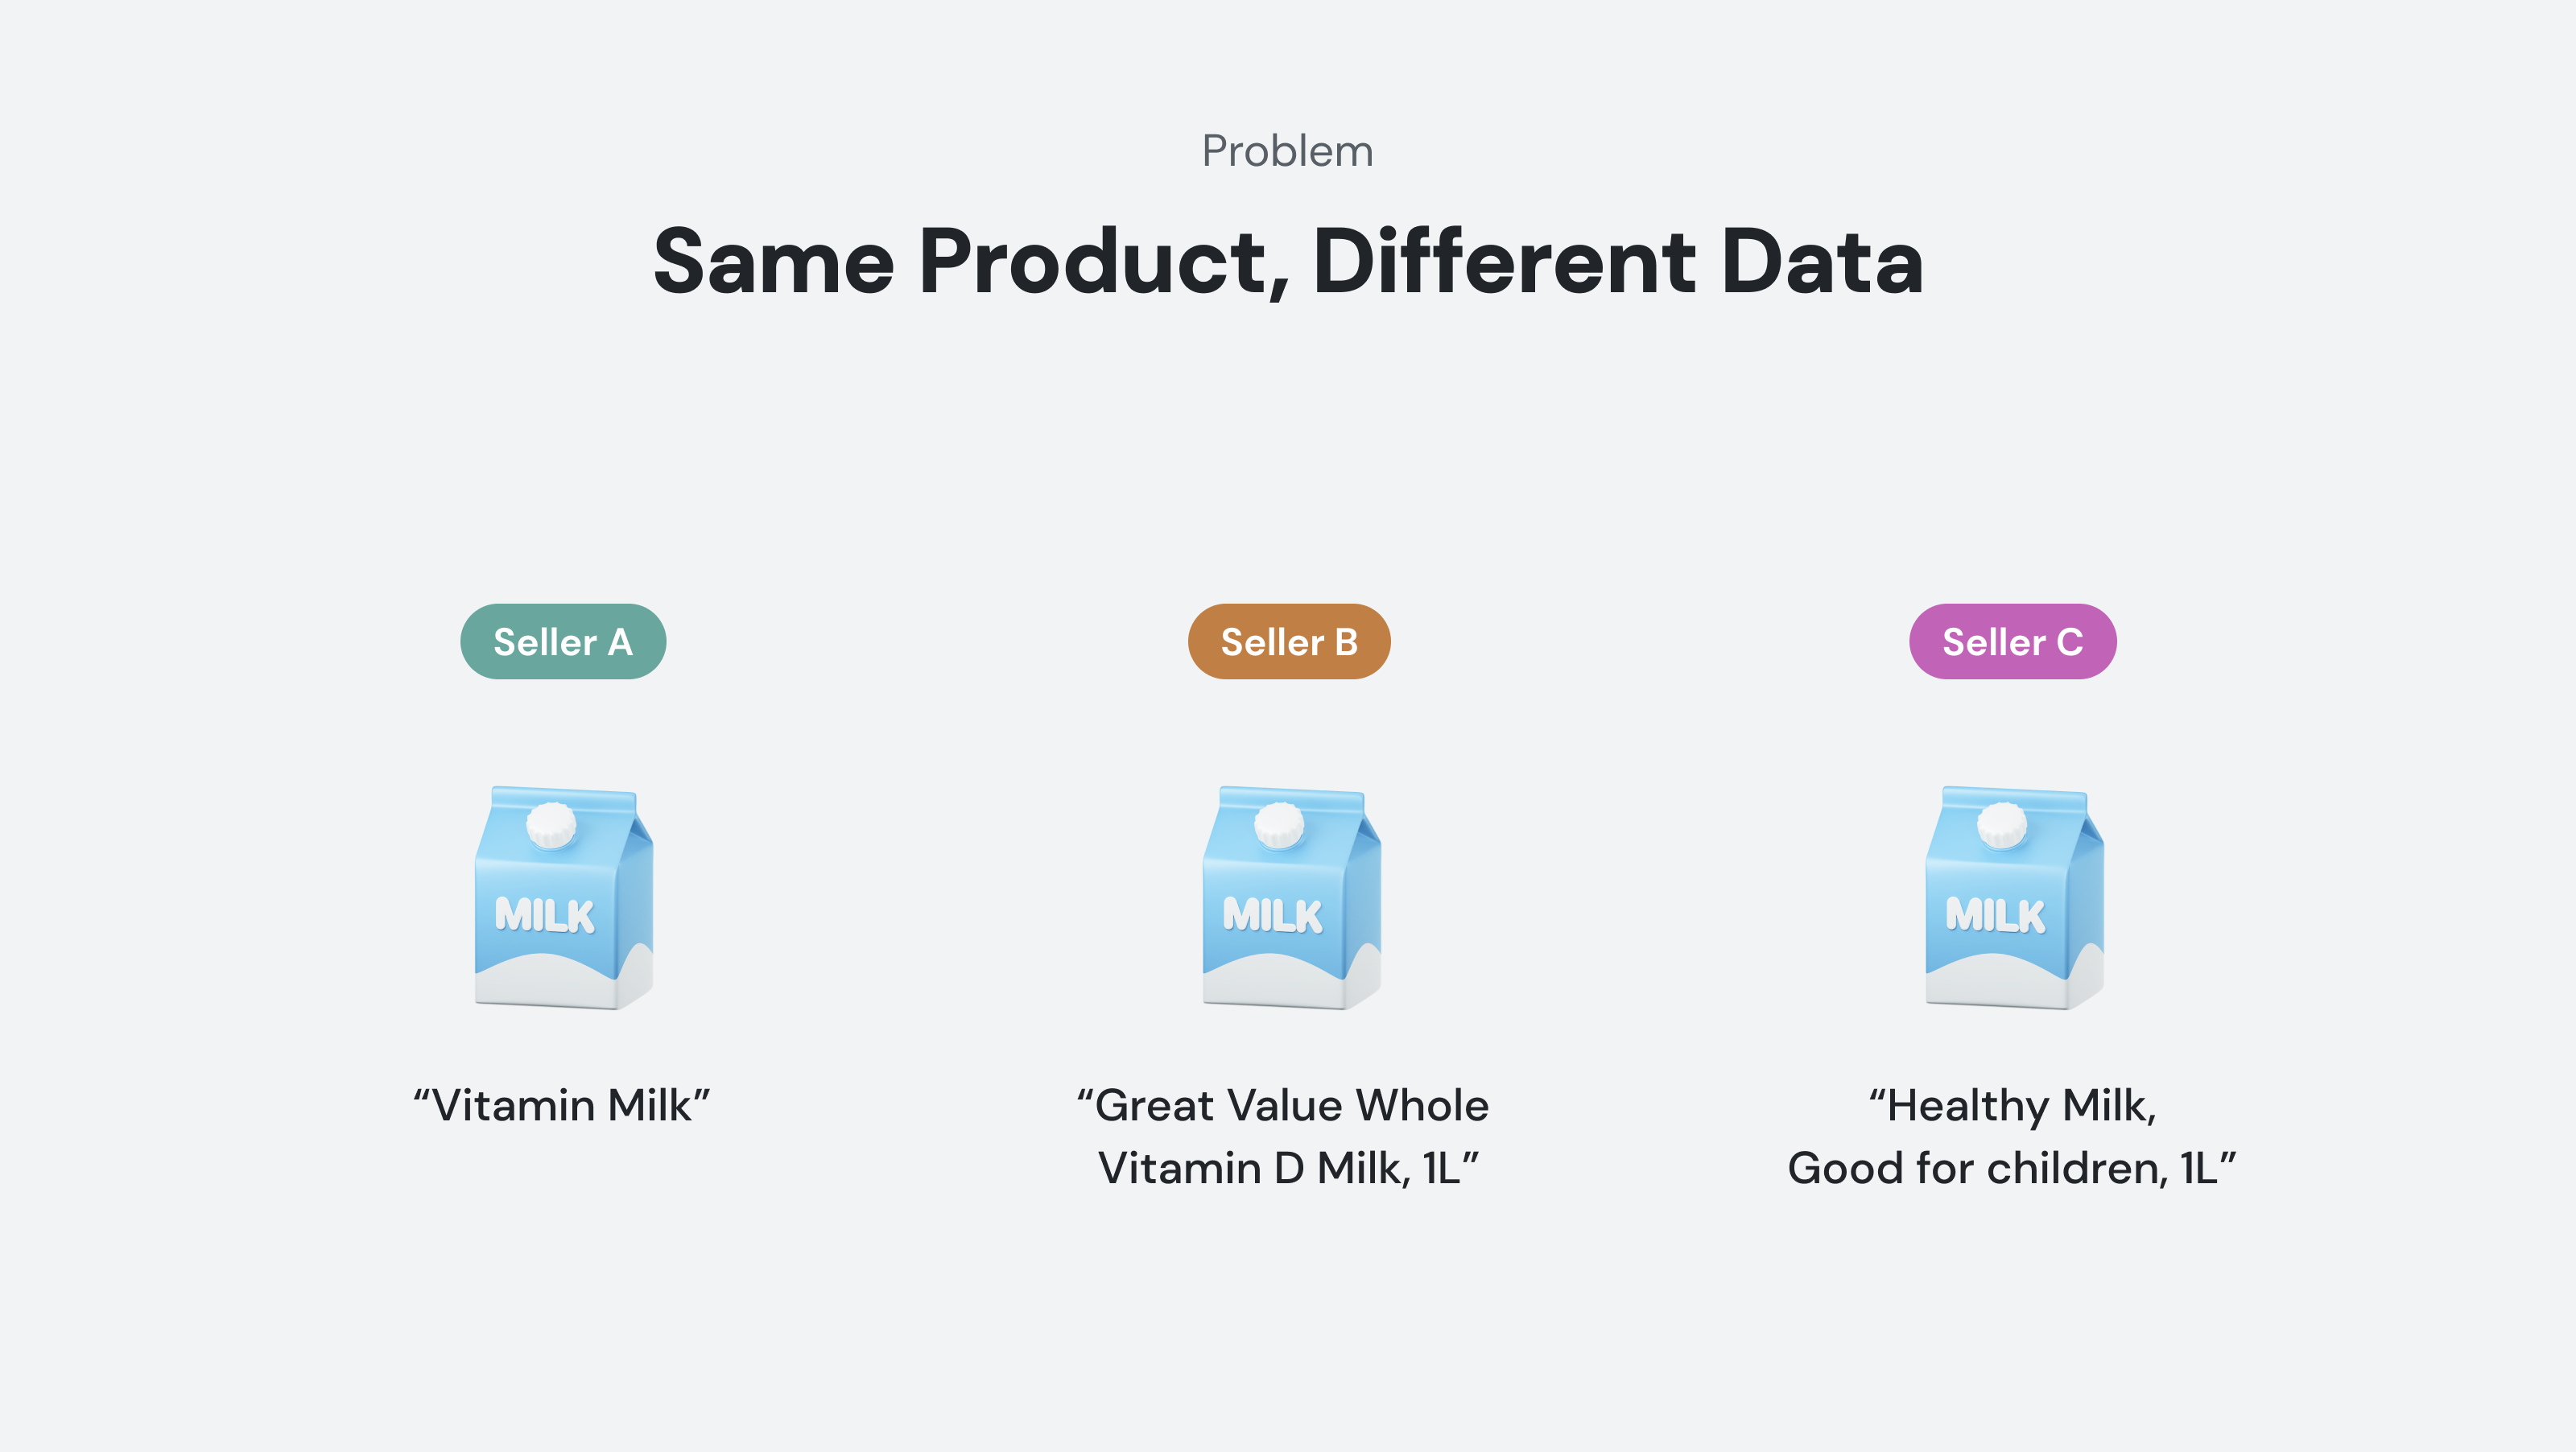 Problem
Same Product, Different Data
Seller A
Seller B
Seller C
MILK
MILK
MILK
“Vitamin Milk”
“Great Value Whole
Vitamin D Milk, 1L”
“Healthy Milk,
Good for children, 1L”